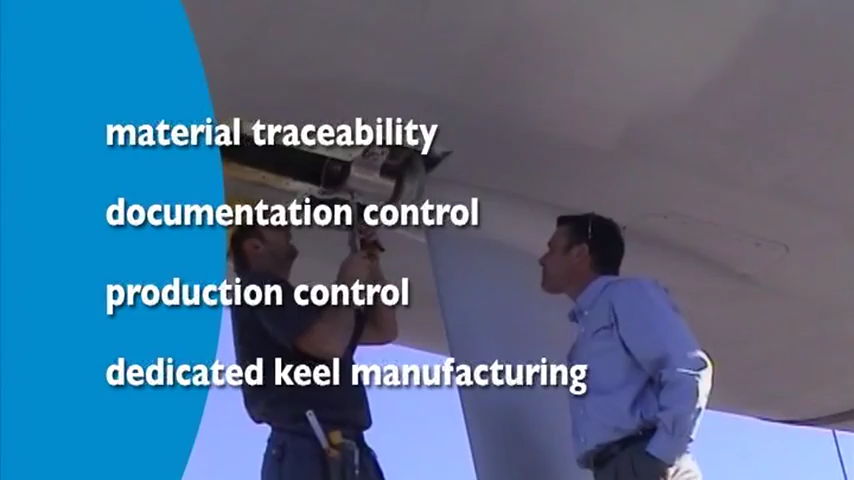 material traceability
documentation control
production control
dedicated keel manufacturing